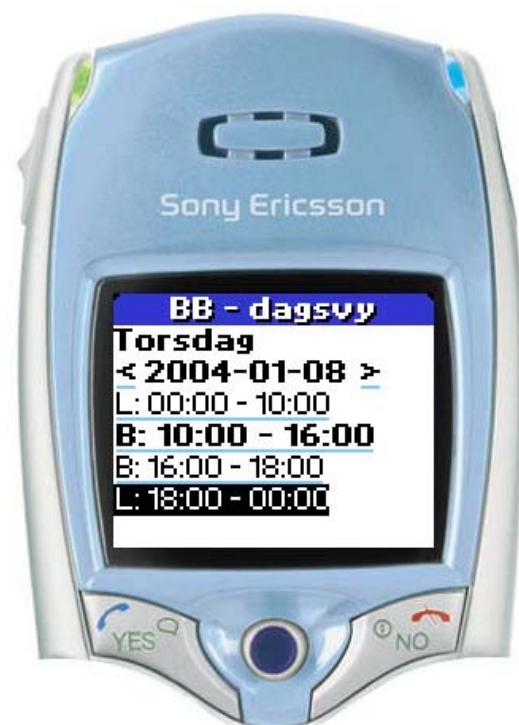 Sony Ericsson
BB - dagsvy
Torsdag
< 2004-01-08 >
L: 00:00 - 10:00
B: 10:00 - 16:00
B: 16:00 - 18:00
L: 18:00 - 00:00
YES NO